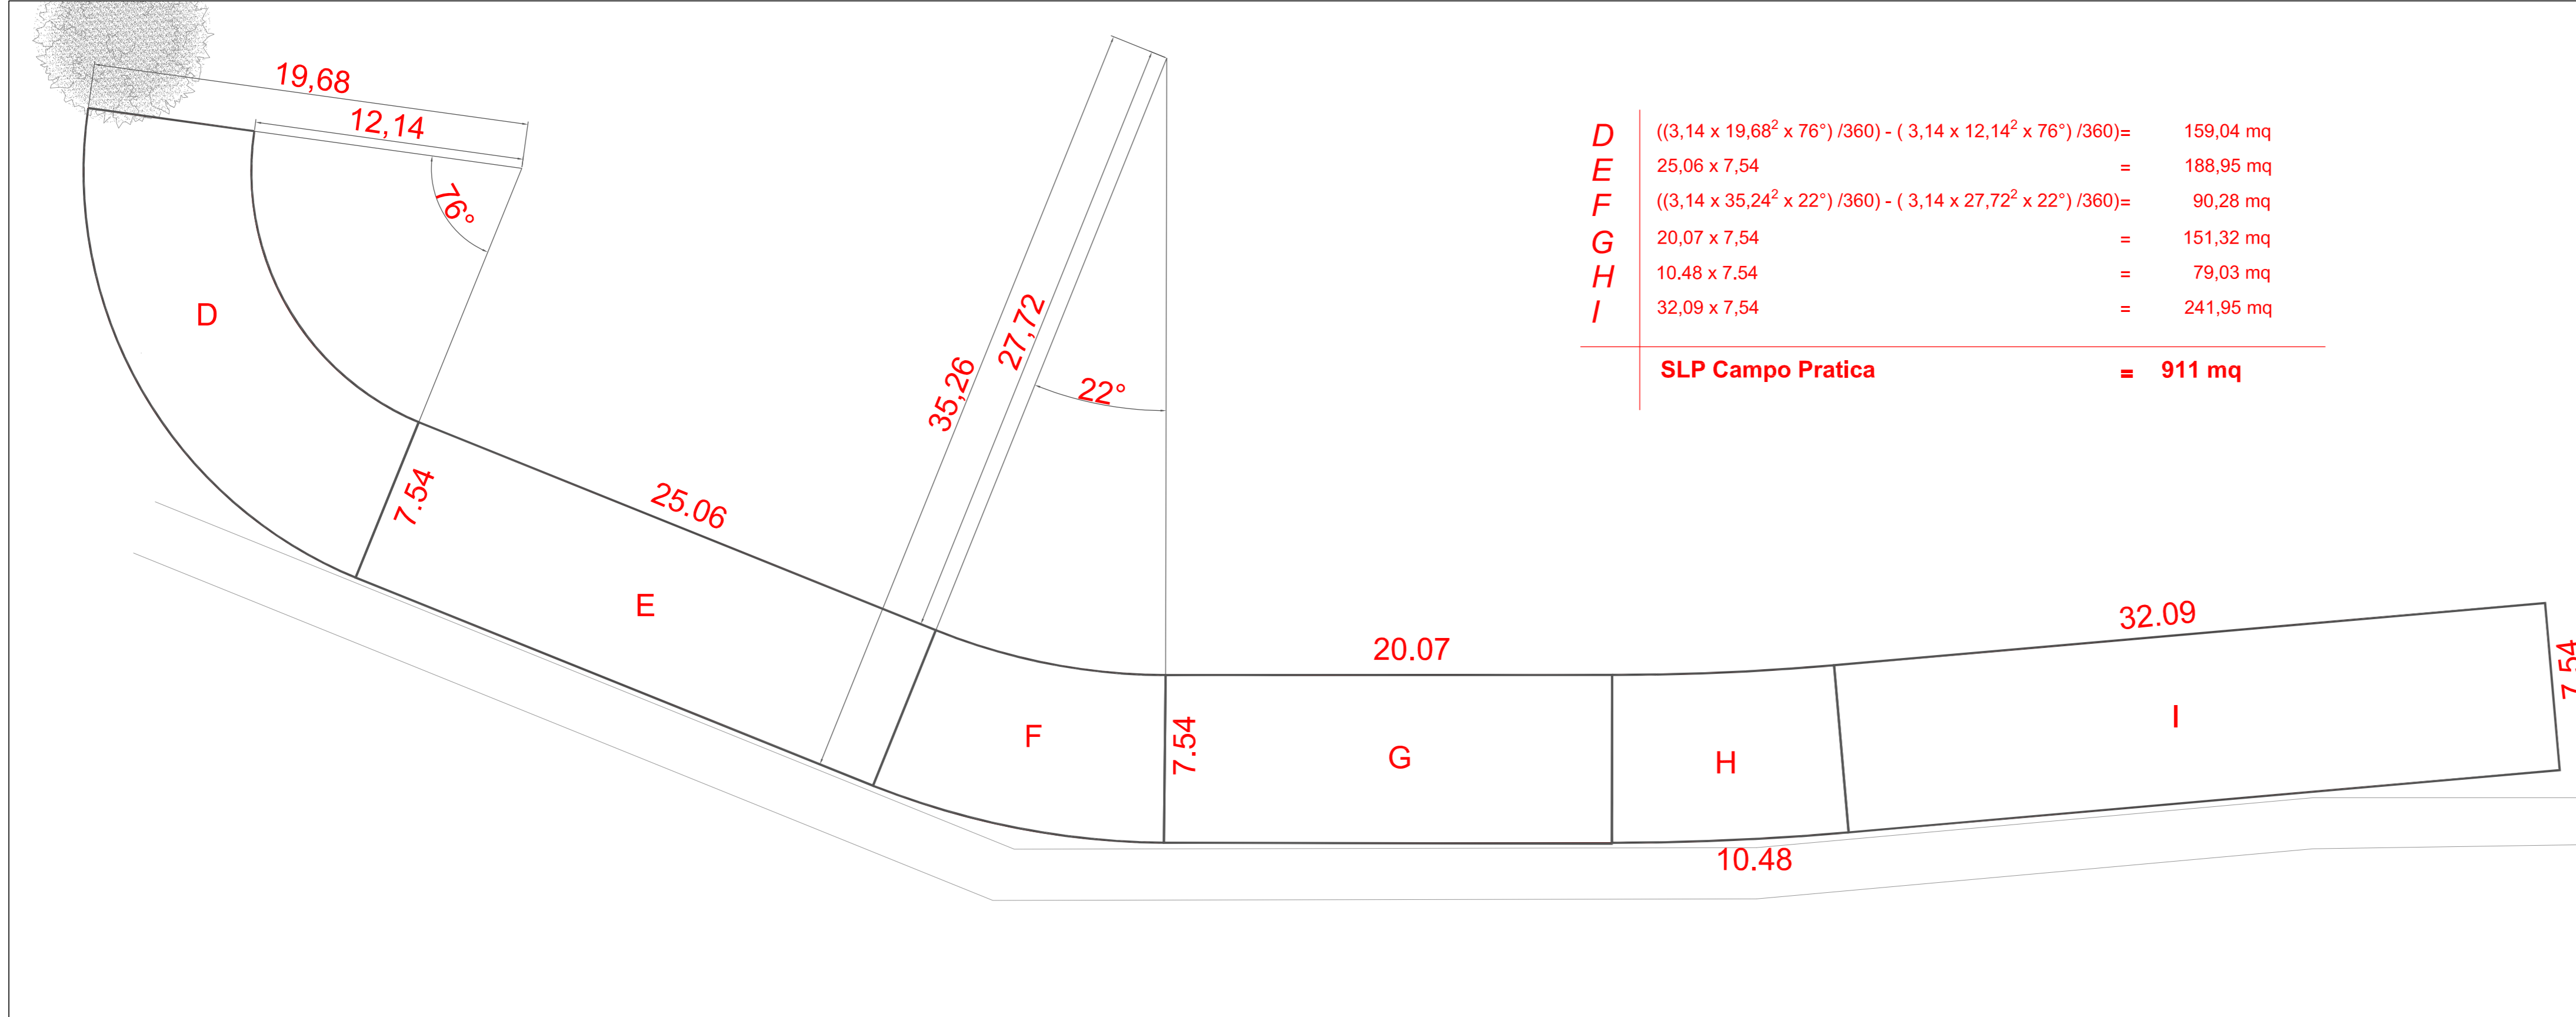 19,68
12,14
76°
D
7.54
25.06
E
35,26
27,72
22°
F
7.54
20.07
G
H
10.48
32.09
I
7.54
D ((3,14 x 19,68² x 76°) /360) - ( 3,14 x 12,14² x 76°) /360)= 159,04 mq
E 25,06 x 7,54 = 188,95 mq
F ((3,14 x 35,24² x 22°) /360) - ( 3,14 x 27,72² x 22°) /360)= 90,28 mq
G 20,07 x 7,54 = 151,32 mq
H 10.48 x 7.54 = 79,03 mq
I 32,09 x 7,54 = 241,95 mq
SLP Campo Pratica = 911 mq